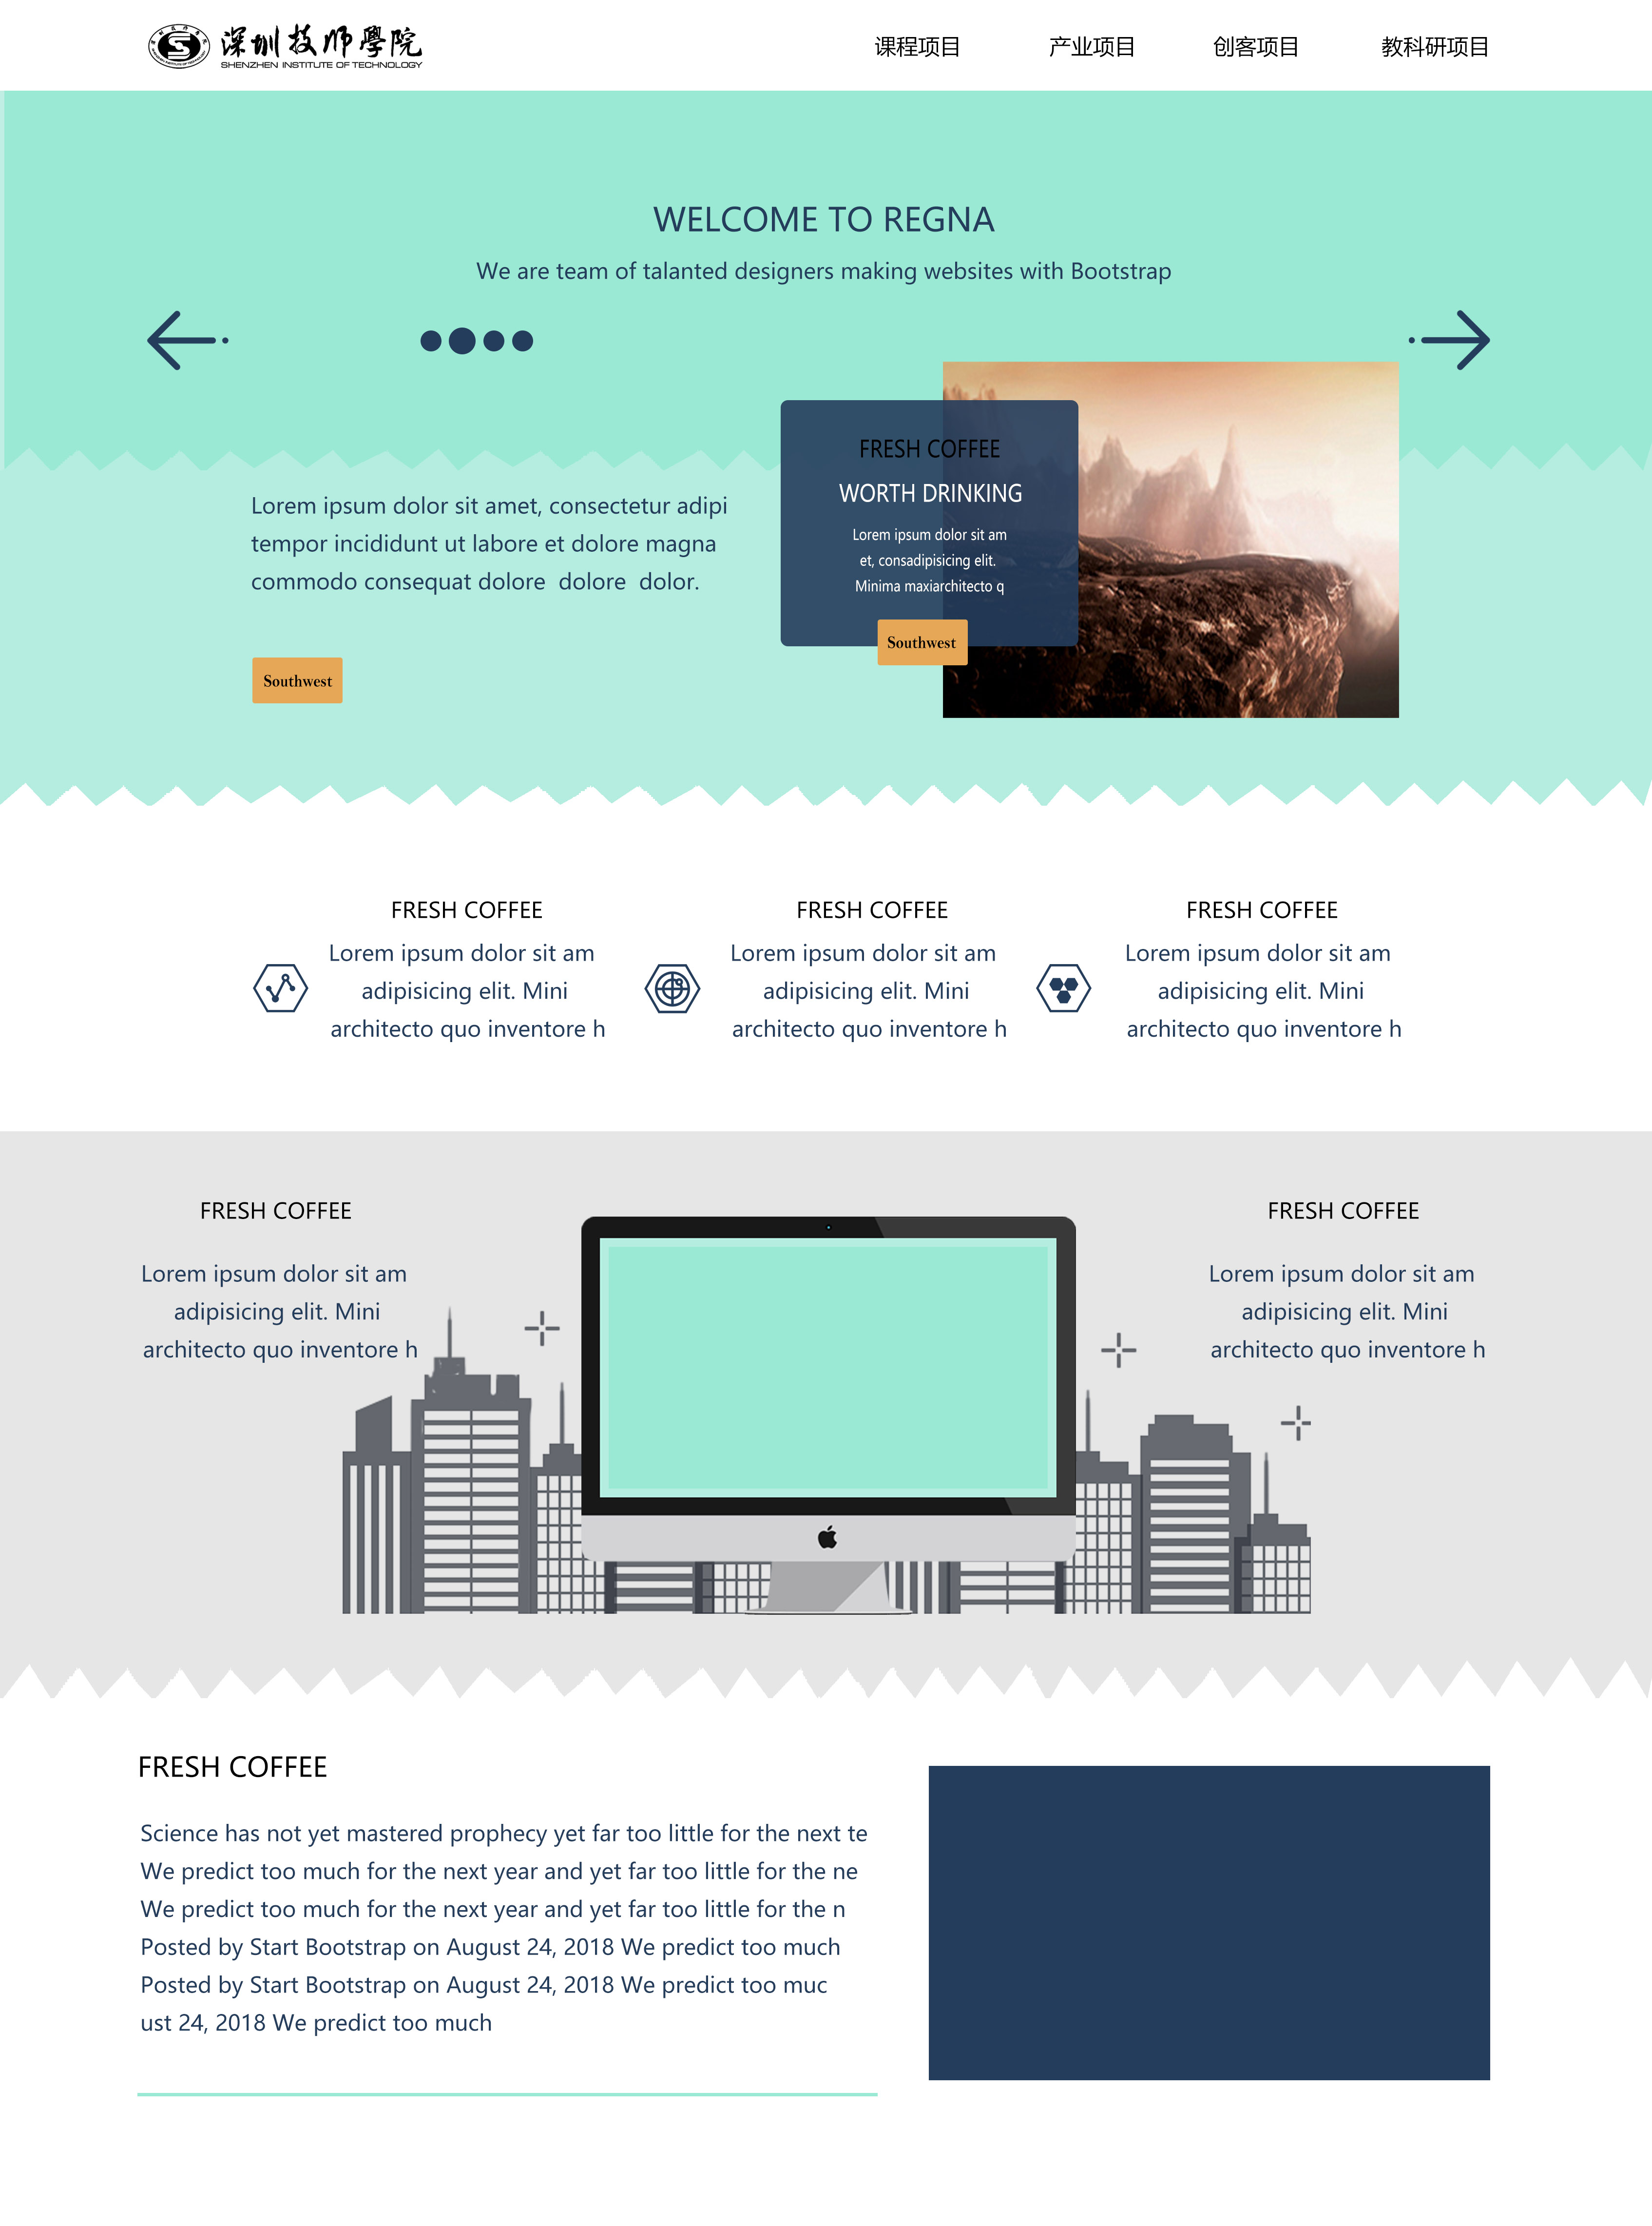 深圳技师學院
SHENZHEN INSTITUTE OF TECHNOLOGY
课程项目
产业项目
创客项目
教科研项目
WELCOME TO REGNA
We are team of talanted designers making websites with Bootstrap
Lorem ipsum dolor sit amet, consectetur adipi
tempor incididunt ut labore et dolore magna
commodo consequat dolore  dolore  dolor.
Southwest
FRESH COFFEE
WORTH DRINKING
Lorem ipsum dolor sit am
et, consadipisicing elit.
Minima maxiarchitecto q
Southwest
FRESH COFFEE
Lorem ipsum dolor sit am
adipisicing elit. Mini
architecto quo inventore h
FRESH COFFEE
Lorem ipsum dolor sit am
adipisicing elit. Mini
architecto quo inventore h
FRESH COFFEE
Lorem ipsum dolor sit am
adipisicing elit. Mini
architecto quo inventore h
FRESH COFFEE
Lorem ipsum dolor sit am
adipisicing elit. Mini
architecto quo inventore h
FRESH COFFEE
Lorem ipsum dolor sit am
adipisicing elit. Mini
architecto quo inventore h
FRESH COFFEE
Science has not yet mastered prophecy yet far too little for the next te
We predict too much for the next year and yet far too little for the ne
We predict too much for the next year and yet far too little for the n
Posted by Start Bootstrap on August 24, 2018 We predict too much
Posted by Start Bootstrap on August 24, 2018 We predict too muc
ust 24, 2018 We predict too much